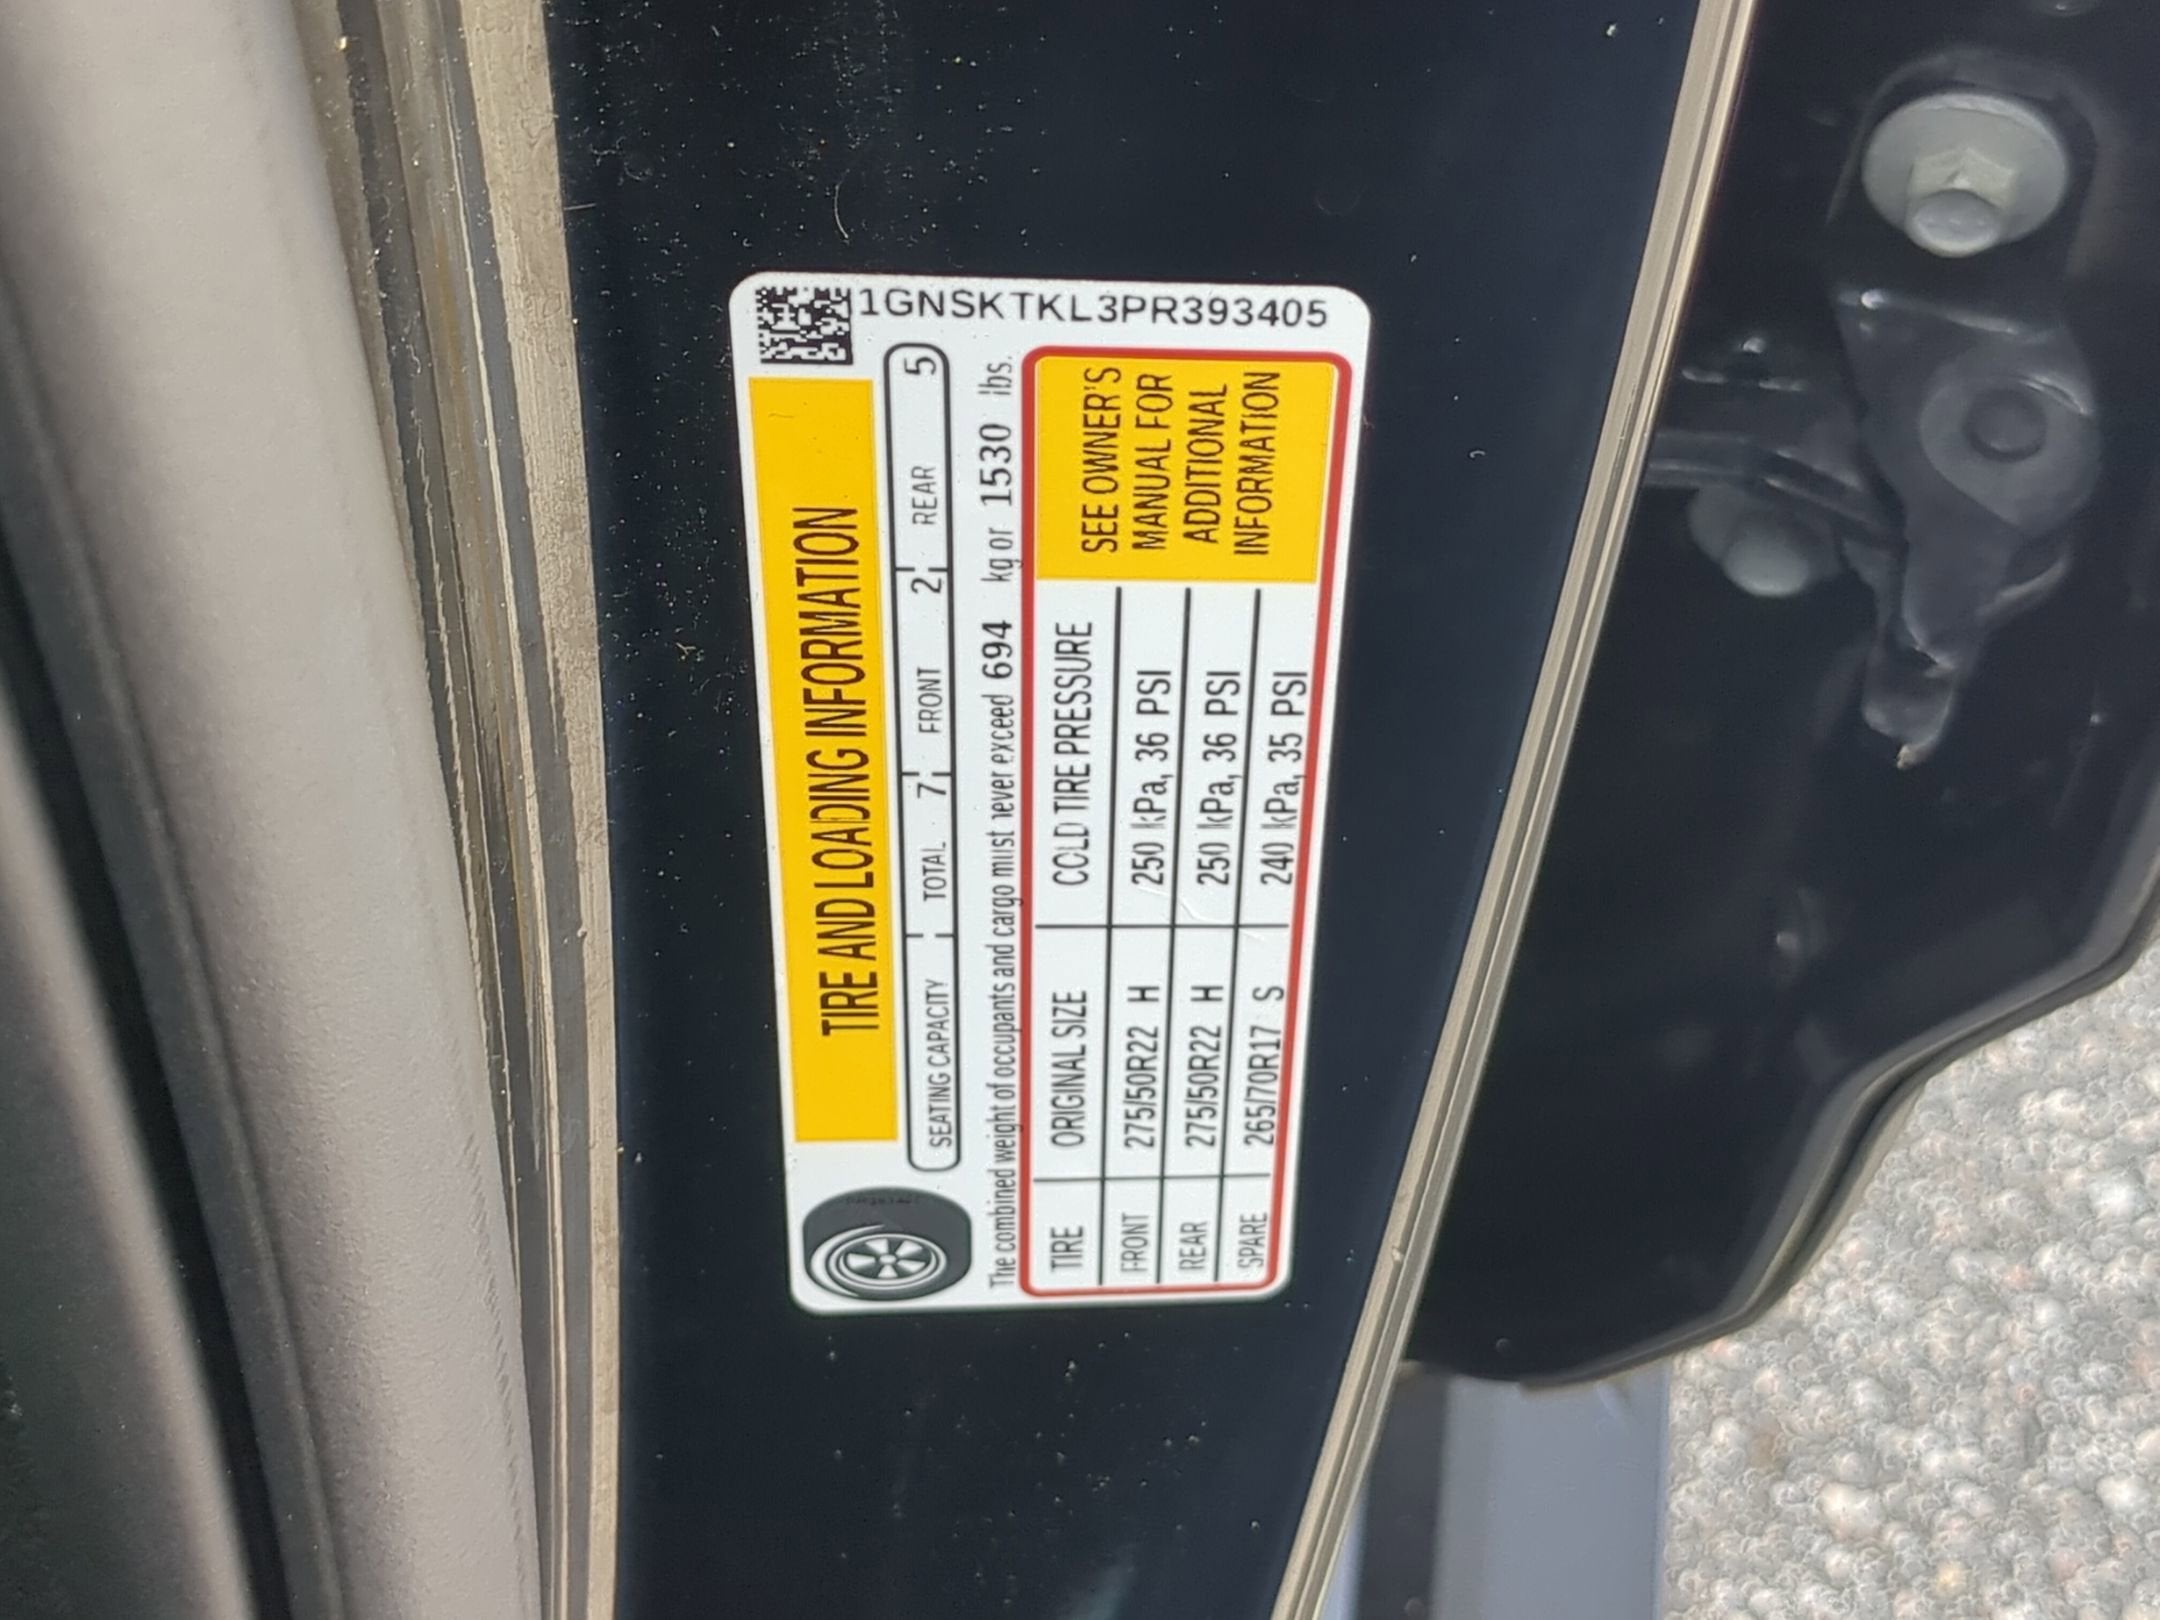 1GNSKTKL3PR393405
TIRE AND LOADING INFORMATION
SEATING CAPACITY TOTAL 7 FRONT 2 REAR 5
The combined weight of occupants and cargo must never exceed 694 kg or 1530 lbs.
TIRE ORIGINAL SIZE COLD TIRE PRESSURE
FRONT 275/50R22 H 250 kPa, 36 PSI
REAR 275/50R22 H 250 kPa, 36 PSI
SPARE 265/70R17 S 240 kPa, 35 PSI
SEE OWNER'S
MANUAL FOR
ADDITIONAL
INFORMATION